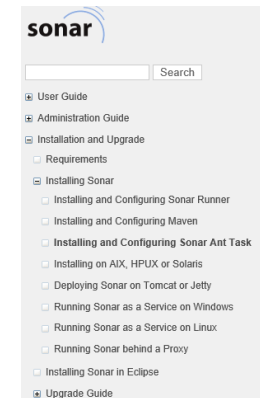 sonar
Search
User Guide
Administration Guide
Installation and Upgrade
Requirements
Installing Sonar
Installing and Configuring Sonar Runner
Installing and Configuring Maven
Installing and Configuring Sonar Ant Task
Installing on AIX, HPUX or Solaris
Deploying Sonar on Tomcat or Jetty
Running Sonar as a Service on Windows
Running Sonar as a Service on Linux
Running Sonar behind a Proxy
Installing Sonar in Eclipse
Upgrade Guide